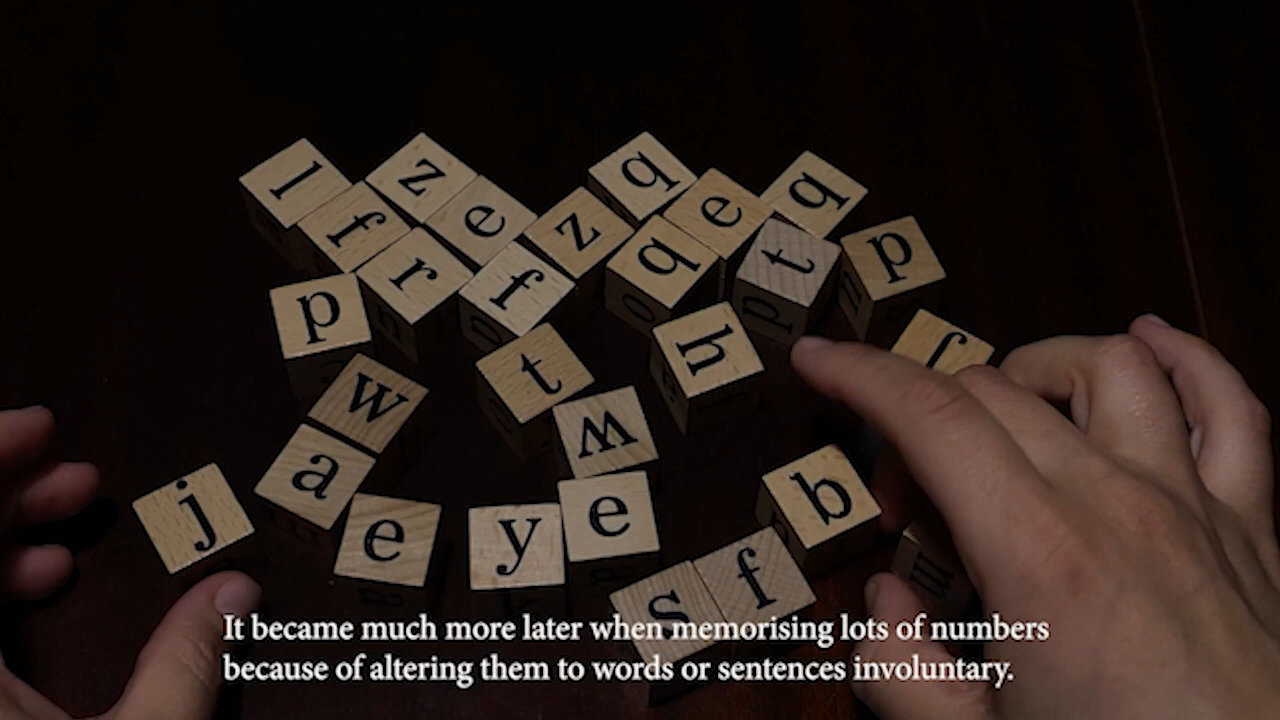 l z q
f e z e q
r f q t p
p t h
w w
a
j e y e b
s f
m
It became much more later when memorising lots of numbers
because of altering them to words or sentences involuntary.